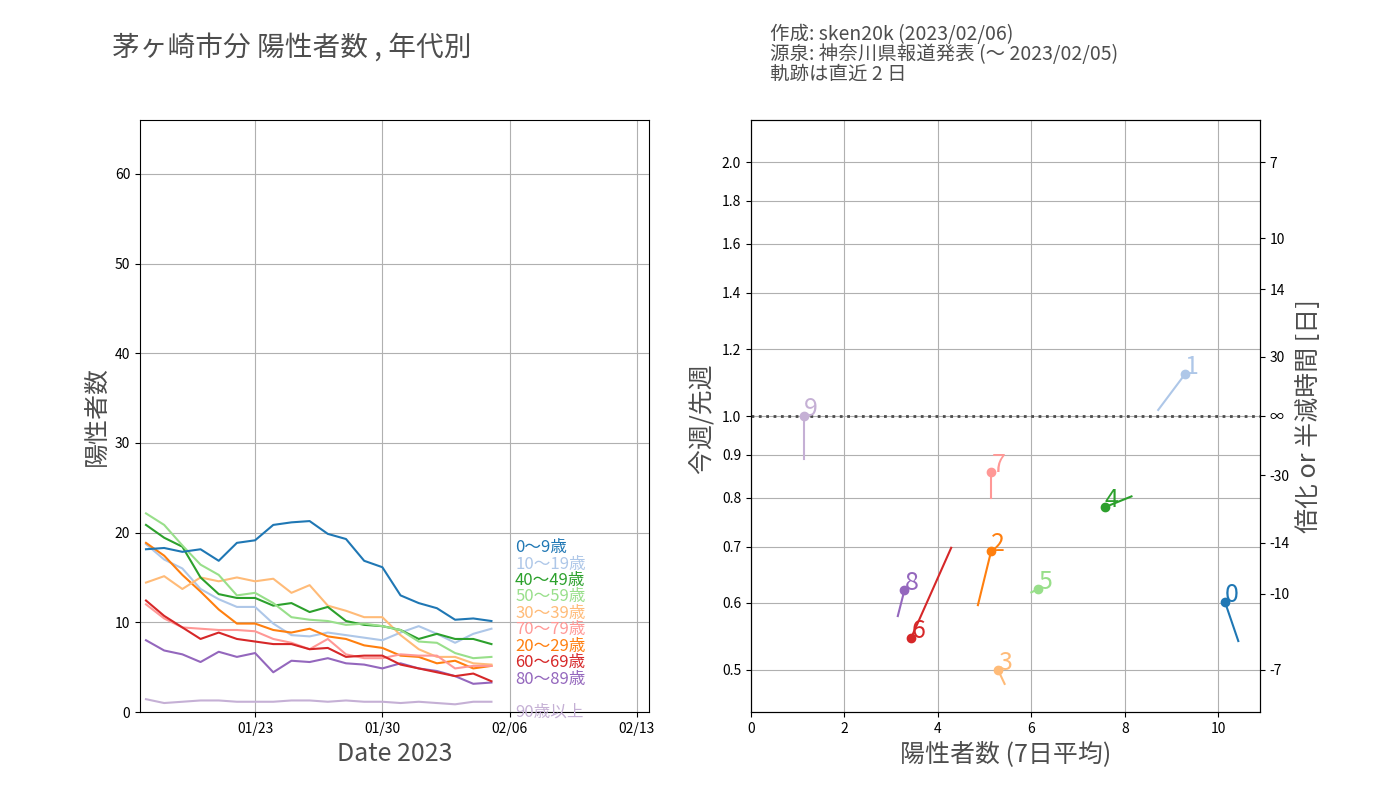 茅ヶ崎市分 陽性者数 , 年代別
作成: sken20k (2023/02/06)
源泉: 神奈川県報道発表 (～ 2023/02/05)
軌跡は直近 2 日
陽性者数
60
50
40
30
20
10
0
01/23
01/30
02/06
02/13
Date 2023
0～9歳
10～19歳
40～49歳
50～59歳
30～39歳
70～79歳
20～29歳
60～69歳
80～89歳
90歳以上
今週/先週
2.0
1.8
1.6
1.4
1.2
1.0
0.9
0.8
0.7
0.6
0.5
0
2
4
6
8
10
陽性者数 (7日平均)
7
10
14
30
∞
-30
-14
-10
-7
倍化 or 半減時間 [日]
1
9
7
4
2
8
5
0
6
3